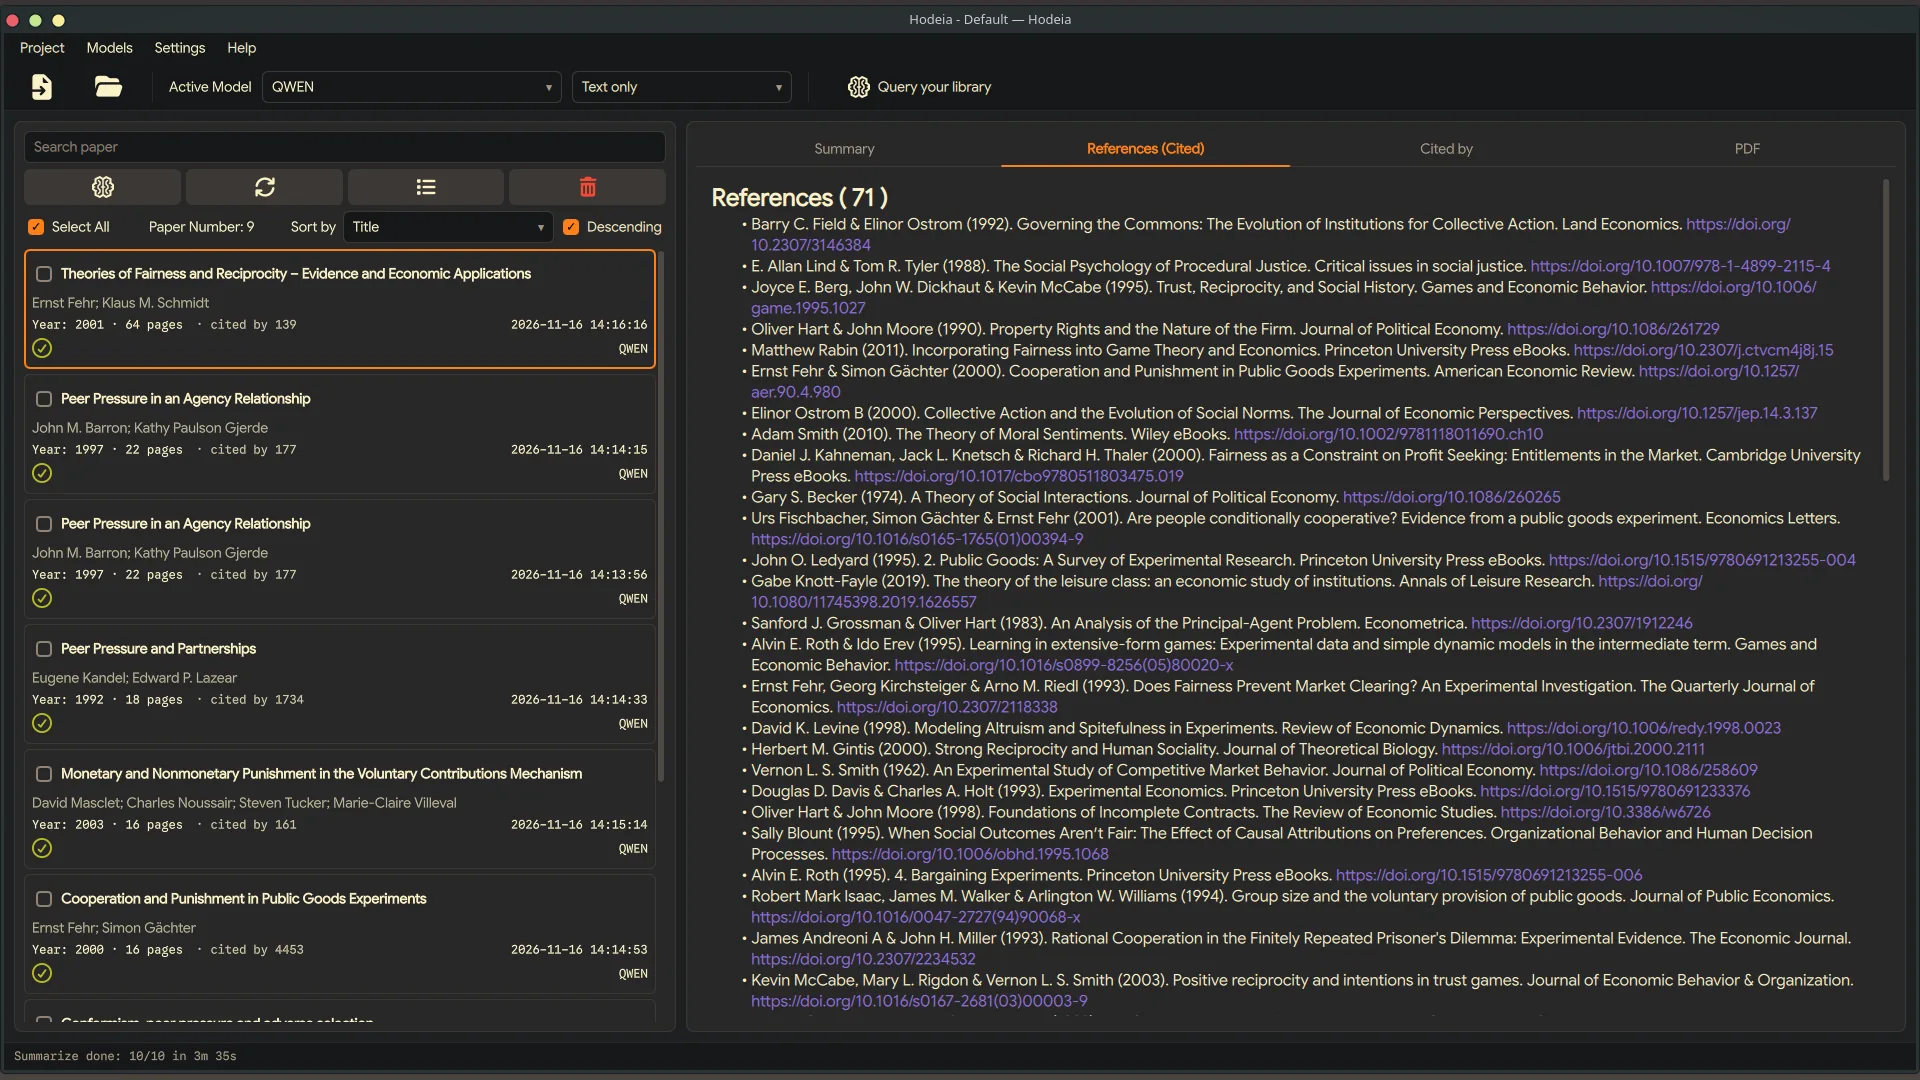 Hodeia - Default — Hodeia
Project Models Settings Help
Active Model QWEN Text only Query your library
Search paper
Select All Paper Number: 9 Sort by Title Descending
Theories of Fairness and Reciprocity – Evidence and Economic Applications
Ernst Fehr; Klaus M. Schmidt
Year: 2001 · 64 pages · cited by 139 2026-11-16 14:16:16
QWEN
Peer Pressure in an Agency Relationship
John M. Barron; Kathy Paulson Gjerde
Year: 1997 · 22 pages · cited by 177 2026-11-16 14:14:15
QWEN
Peer Pressure in an Agency Relationship
John M. Barron; Kathy Paulson Gjerde
Year: 1997 · 22 pages · cited by 177 2026-11-16 14:13:56
QWEN
Peer Pressure and Partnerships
Eugene Kandel; Edward P. Lazear
Year: 1992 · 18 pages · cited by 1734 2026-11-16 14:14:33
QWEN
Monetary and Nonmonetary Punishment in the Voluntary Contributions Mechanism
David Masclet; Charles Noussair; Steven Tucker; Marie-Claire Villeval
Year: 2003 · 16 pages · cited by 161 2026-11-16 14:15:14
QWEN
Cooperation and Punishment in Public Goods Experiments
Ernst Fehr; Simon Gächter
Year: 2000 · 16 pages · cited by 4453 2026-11-16 14:14:53
QWEN
Conformism, peer pressure and adverse selection
Summary References (Cited) Cited by PDF
References ( 71 )
• Barry C. Field & Elinor Ostrom (1992). Governing the Commons: The Evolution of Institutions for Collective Action. Land Economics. https://doi.org/
10.2307/3146384
• E. Allan Lind & Tom R. Tyler (1988). The Social Psychology of Procedural Justice. Critical issues in social justice. https://doi.org/10.1007/978-1-4899-2115-4
• Joyce E. Berg, John W. Dickhaut & Kevin McCabe (1995). Trust, Reciprocity, and Social History. Games and Economic Behavior. https://doi.org/10.1006/
game.1995.1027
• Oliver Hart & John Moore (1990). Property Rights and the Nature of the Firm. Journal of Political Economy. https://doi.org/10.1086/261729
• Matthew Rabin (2011). Incorporating Fairness into Game Theory and Economics. Princeton University Press eBooks. https://doi.org/10.2307/j.ctvcm4j8j.15
• Ernst Fehr & Simon Gächter (2000). Cooperation and Punishment in Public Goods Experiments. American Economic Review. https://doi.org/10.1257/
aer.90.4.980
• Elinor Ostrom B (2000). Collective Action and the Evolution of Social Norms. The Journal of Economic Perspectives. https://doi.org/10.1257/jep.14.3.137
• Adam Smith (2010). The Theory of Moral Sentiments. Wiley eBooks. https://doi.org/10.1002/9781118011690.ch10
• Daniel J. Kahneman, Jack L. Knetsch & Richard H. Thaler (2000). Fairness as a Constraint on Profit Seeking: Entitlements in the Market. Cambridge University
Press eBooks. https://doi.org/10.1017/cbo9780511803475.019
• Gary S. Becker (1974). A Theory of Social Interactions. Journal of Political Economy. https://doi.org/10.1086/260265
• Urs Fischbacher, Simon Gächter & Ernst Fehr (2001). Are people conditionally cooperative? Evidence from a public goods experiment. Economics Letters.
https://doi.org/10.1016/s0165-1765(01)00394-9
• John O. Ledyard (1995). 2. Public Goods: A Survey of Experimental Research. Princeton University Press eBooks. https://doi.org/10.1515/9780691213255-004
• Gabe Knott-Fayle (2019). The theory of the leisure class: an economic study of institutions. Annals of Leisure Research. https://doi.org/
10.1080/11745398.2019.1626557
• Sanford J. Grossman & Oliver Hart (1983). An Analysis of the Principal-Agent Problem. Econometrica. https://doi.org/10.2307/1912246
• Alvin E. Roth & Ido Erev (1995). Learning in extensive-form games: Experimental data and simple dynamic models in the intermediate term. Games and
Economic Behavior. https://doi.org/10.1016/s0899-8256(05)80020-x
• Ernst Fehr, Georg Kirchsteiger & Arno M. Riedl (1993). Does Fairness Prevent Market Clearing? An Experimental Investigation. The Quarterly Journal of
Economics. https://doi.org/10.2307/2118338
• David K. Levine (1998). Modeling Altruism and Spitefulness in Experiments. Review of Economic Dynamics. https://doi.org/10.1006/redy.1998.0023
• Herbert M. Gintis (2000). Strong Reciprocity and Human Sociality. Journal of Theoretical Biology. https://doi.org/10.1006/jtbi.2000.2111
• Vernon L. S. Smith (1962). An Experimental Study of Competitive Market Behavior. Journal of Political Economy. https://doi.org/10.1086/258609
• Douglas D. Davis & Charles A. Holt (1993). Experimental Economics. Princeton University Press eBooks. https://doi.org/10.1515/9780691233376
• Oliver Hart & John Moore (1998). Foundations of Incomplete Contracts. The Review of Economic Studies. https://doi.org/10.3386/w6726
• Sally Blount (1995). When Social Outcomes Aren′t Fair: The Effect of Causal Attributions on Preferences. Organizational Behavior and Human Decision
Processes. https://doi.org/10.1006/obhd.1995.1068
• Alvin E. Roth (1995). 4. Bargaining Experiments. Princeton University Press eBooks. https://doi.org/10.1515/9780691213255-006
• Robert Mark Isaac, James M. Walker & Arlington W. Williams (1994). Group size and the voluntary provision of public goods. Journal of Public Economics.
https://doi.org/10.1016/0047-2727(94)90068-x
• James Andreoni A & John H. Miller (1993). Rational Cooperation in the Finitely Repeated Prisoner's Dilemma: Experimental Evidence. The Economic Journal.
https://doi.org/10.2307/2234532
• Kevin McCabe, Mary L. Rigdon & Vernon L. S. Smith (2003). Positive reciprocity and intentions in trust games. Journal of Economic Behavior & Organization.
https://doi.org/10.1016/s0167-2681(03)00003-9
Summarize done: 10/10 in 3m 35s